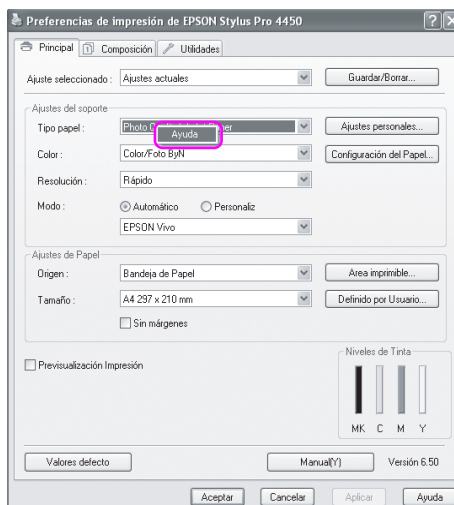 Preferencias de impresión de EPSON Stylus Pro 4450
Principal Composición Utilidades
Ajuste seleccionado : Ajustes actuales Guardar/Borrar...
Ajustes del soporte
Tipo papel : Photo Ayuda er Ajustes personales...
Color : Color/Foto ByN Configuración del Papel...
Resolución : Rápido
Modo : Automático Personaliz
EPSON Vivo
Ajustes de Papel
Origen : Bandeja de Papel Area imprimible...
Tamaño : A4 297 x 210 mm Definido por Usuario...
Sin márgenes
Previsualización Impresión
Niveles de Tinta
MK C M Y
Valores defecto Manual(Y) Versión 6.50
Aceptar Cancelar Aplicar Ayuda